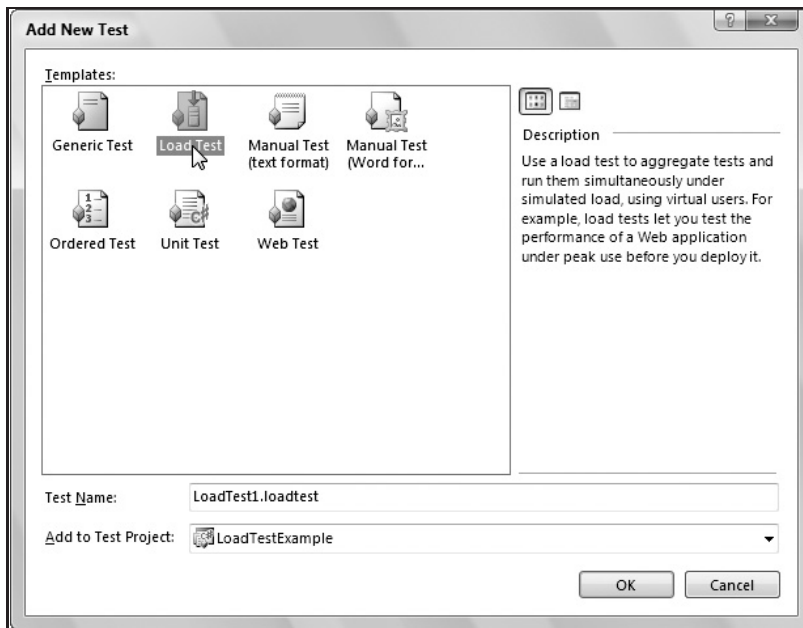 Add New Test
Templates:
Generic Test
Load Test
Manual Test
(text format)
Manual Test
(Word for...
Ordered Test
Unit Test
Web Test
Description
Use a load test to aggregate tests and
run them simultaneously under
simulated load, using virtual users. For
example, load tests let you test the
performance of a Web application
under peak use before you deploy it.
Test Name:
LoadTest1.loadtest
Add to Test Project:
LoadTestExample
OK
Cancel